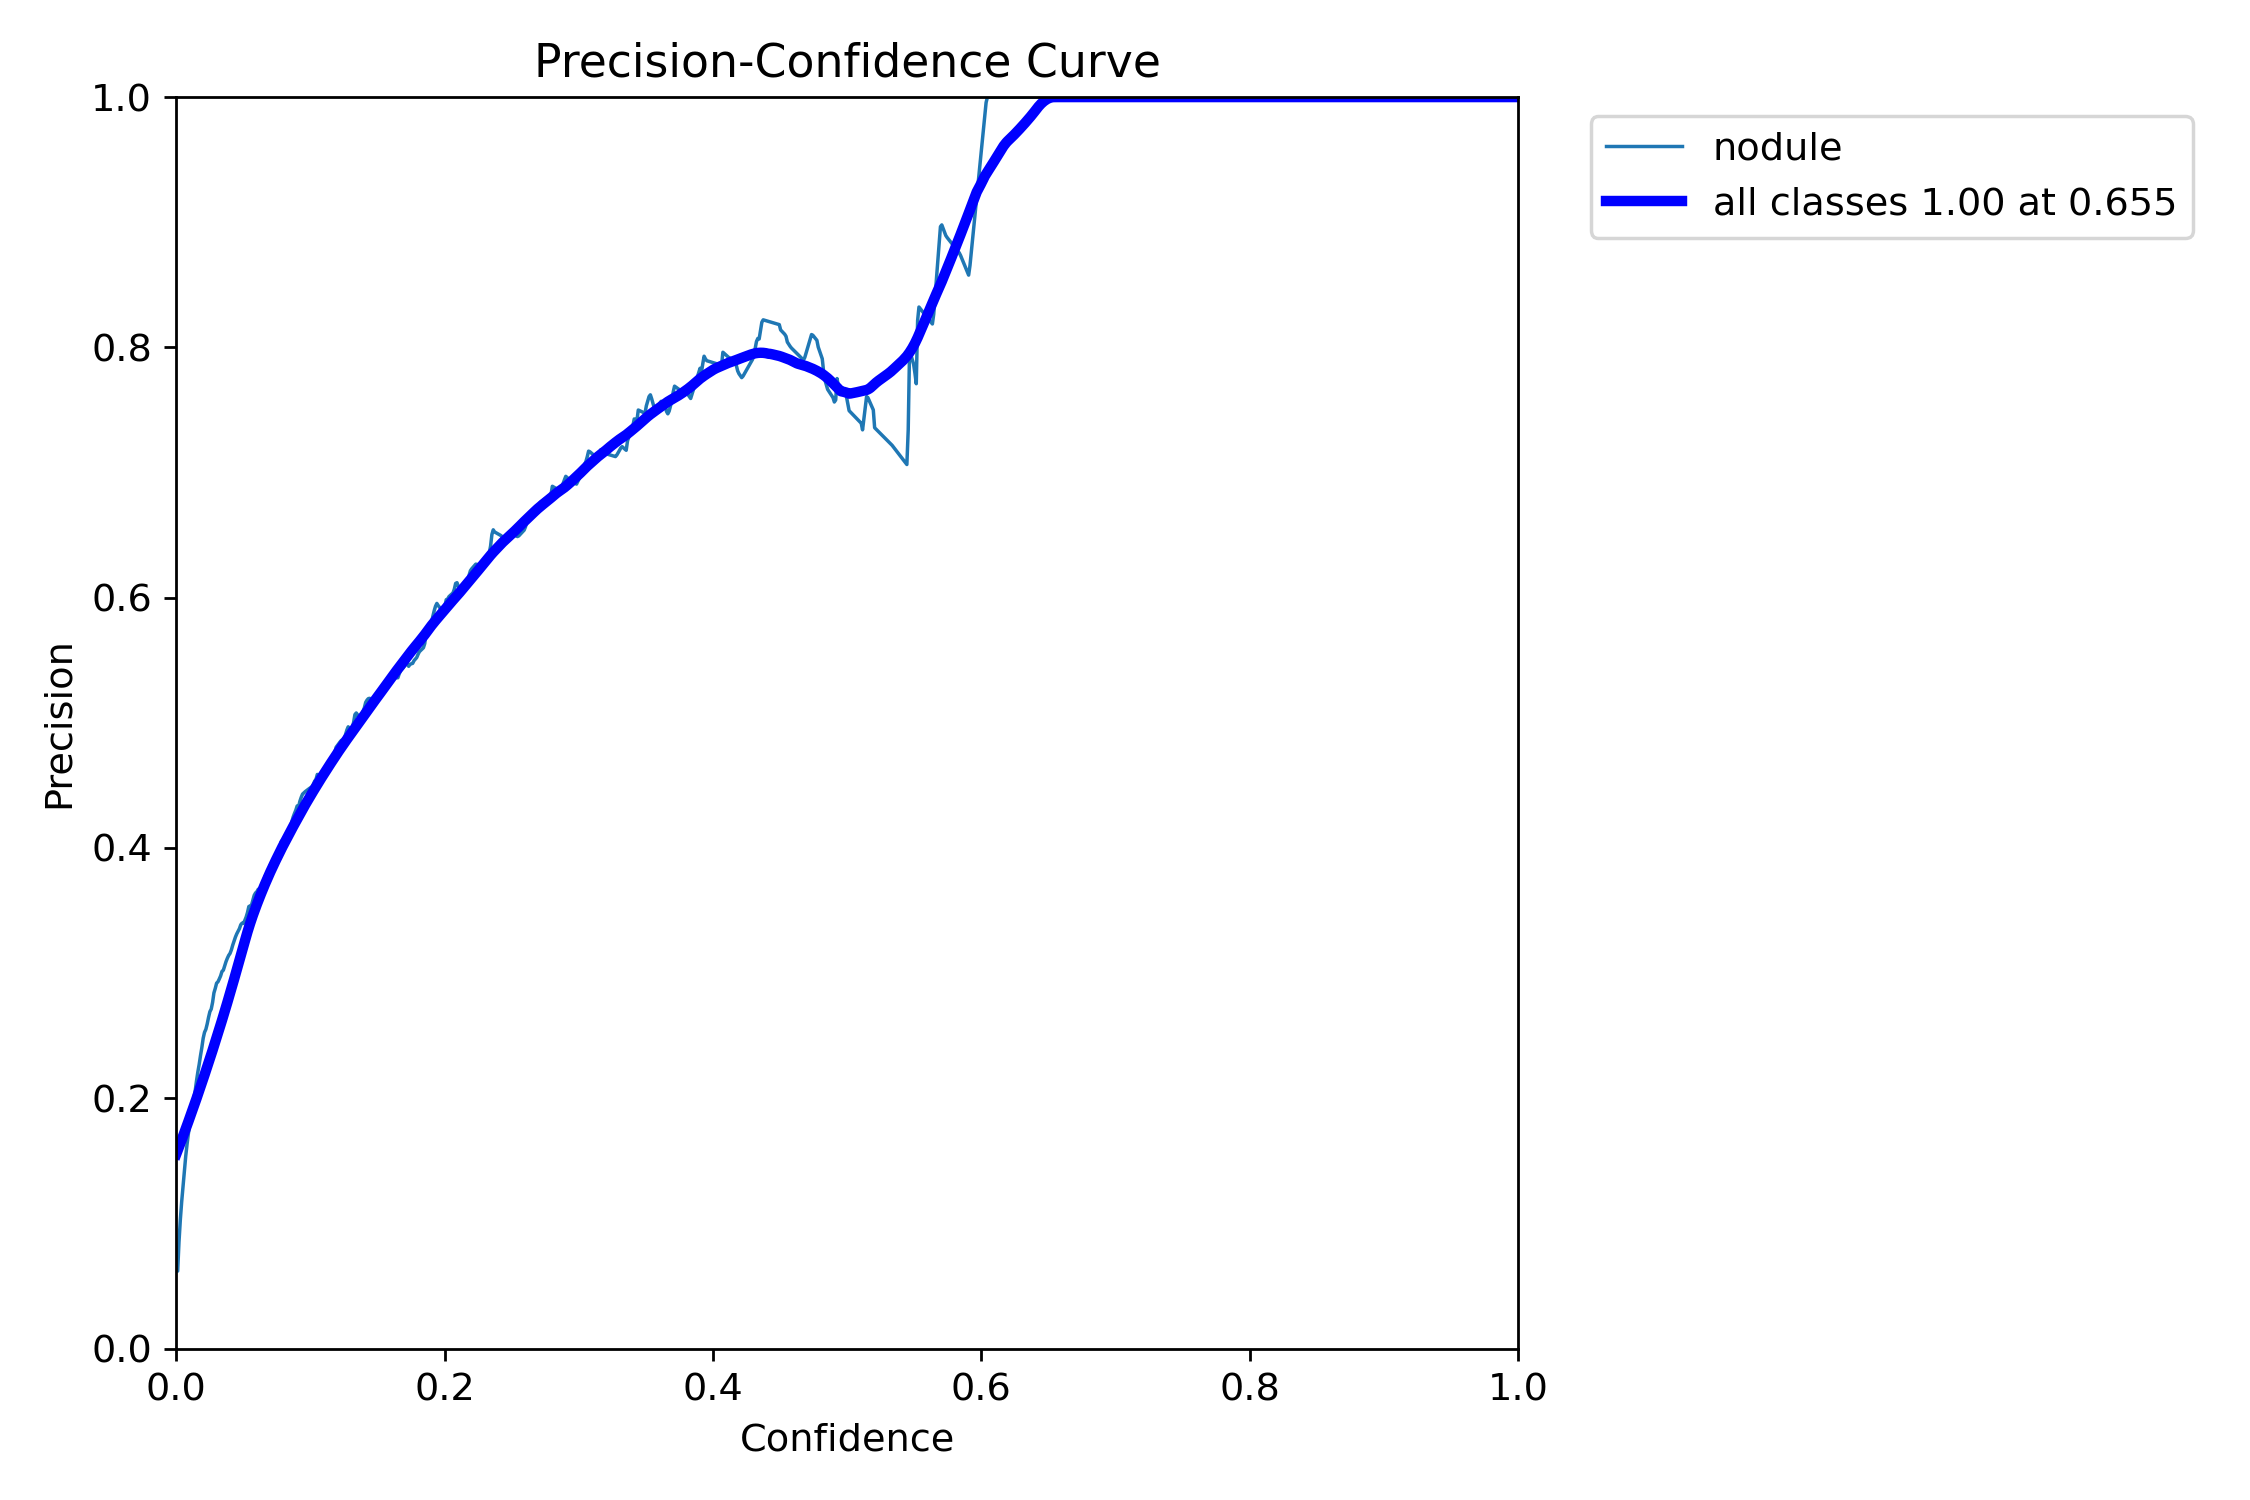 Precision-Confidence Curve
1.0
0.8
0.6
0.4
0.2
0.0
Precision
0.0 0.2 0.4 0.6 0.8 1.0
Confidence
nodule
all classes 1.00 at 0.655